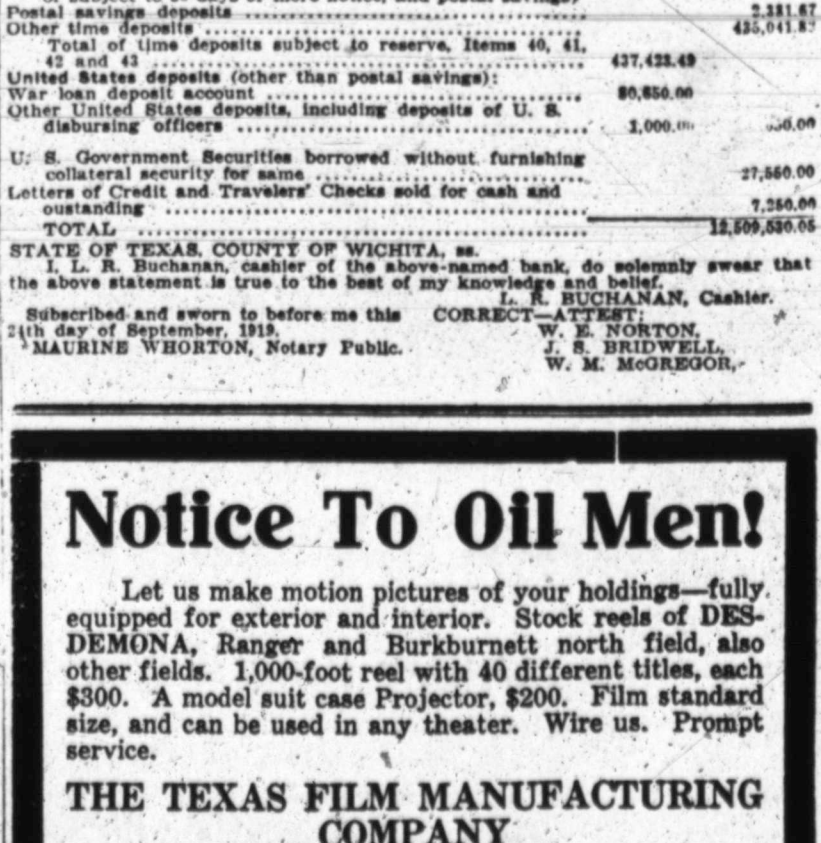 Postal savings deposits 2,381.67
Other time deposits 435,041.82
Total of time deposits subject to reserve, Items 40, 41,
42 and 43 437,423.49
United States deposits (other than postal savings):
War loan deposit account 80,850.00
Other United States deposits, including deposits of U. S.
disbursing officers 1,000.00
U. S. Government Securities borrowed without furnishing
collateral security for same 27,550.00
Letters of Credit and Travelers' Checks sold for cash and
oustanding 7,250.00
TOTAL 12,509,530.05
STATE OF TEXAS, COUNTY OF WICHITA, ss.
I, L. R. Buchanan, cashier of the above-named bank, do solemnly swear that
the above statement is true to the best of my knowledge and belief.
L. R. BUCHANAN, Cashier.
Subscribed and sworn to before me this CORRECT—ATTEST:
24th day of September, 1919. W. E. NORTON,
MAURINE WHORTON, Notary Public. J. S. BRIDWELL,
W. M. McGREGOR,
Notice To Oil Men!
Let us make motion pictures of your holdings—fully
equipped for exterior and interior. Stock reels of DES-
DEMONA, Ranger and Burkburnett north field, also
other fields. 1,000-foot reel with 40 different titles, each
$300. A model suit case Projector, $200. Film standard
size, and can be used in any theater. Wire us. Prompt
service.
THE TEXAS FILM MANUFACTURING
COMPANY